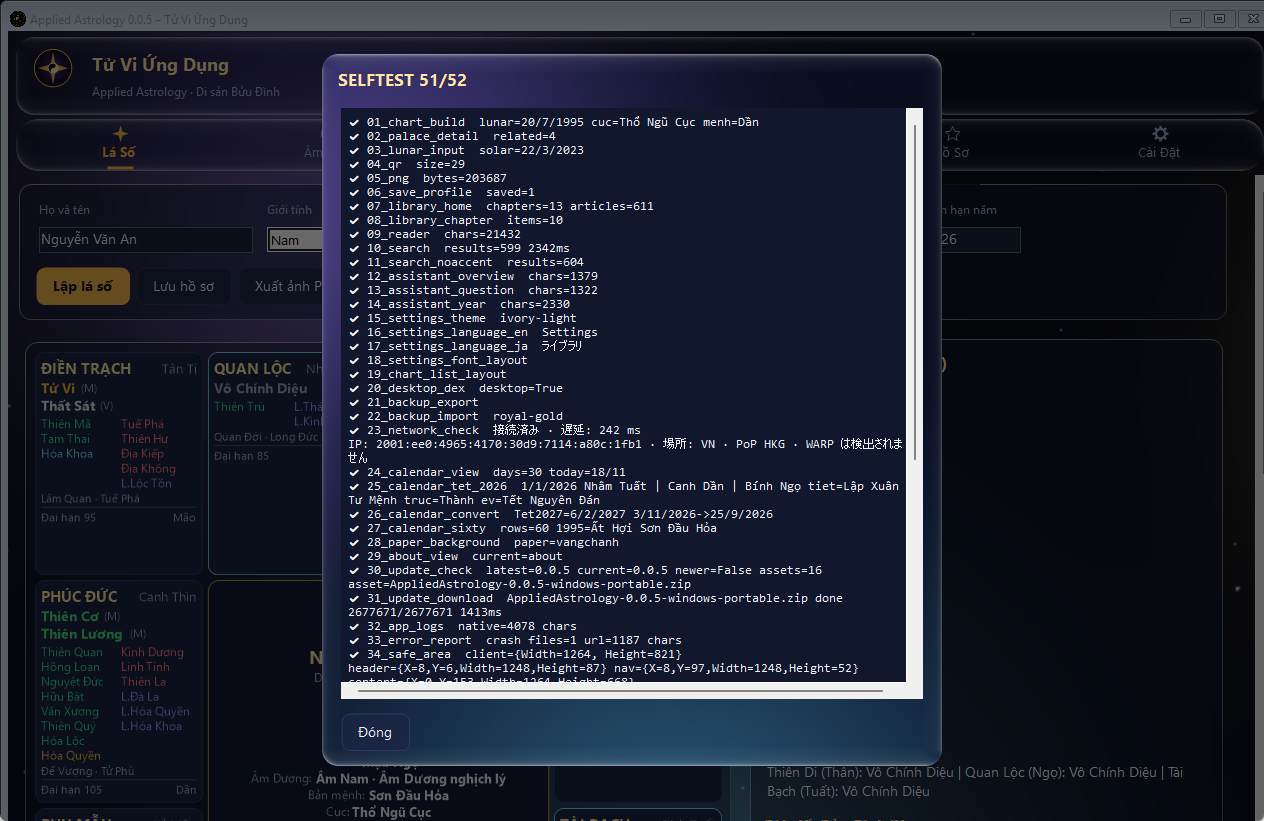 Applied Astrology 0.0.5 – Tử Vi Ứng Dụng
Tử Vi Ứng Dụng
Applied Astrology · Di sản Bửu Đình
Lá Số
Âm
ồ Sơ
Cài Đặt
Họ và tên
Giới tính
n hạn năm
Nguyễn Văn An
Nam
26
Lập lá số
Lưu hồ sơ
Xuất ảnh P
SELFTEST 51/52
✔ 01_chart_build lunar=20/7/1995 cuc=Thổ Ngũ Cục menh=Dần
✔ 02_palace_detail related=4
✔ 03_lunar_input solar=22/3/2023
✔ 04_qr size=29
✔ 05_png bytes=203687
✔ 06_save_profile saved=1
✔ 07_library_home chapters=13 articles=611
✔ 08_library_chapter items=10
✔ 09_reader chars=21432
✔ 10_search results=599 2342ms
✔ 11_search_noaccent results=604
✔ 12_assistant_overview chars=1379
✔ 13_assistant_question chars=1322
✔ 14_assistant_year chars=2330
✔ 15_settings_theme ivory-light
✔ 16_settings_language_en Settings
✔ 17_settings_language_ja ライブラリ
✔ 18_settings_font_layout
✔ 19_chart_list_layout
✔ 20_desktop_dex desktop=True
✔ 21_backup_export
✔ 22_backup_import royal-gold
✔ 23_network_check 接続済み · 遅延: 242 ms
IP: 2001:ee0:4965:4170:30d9:7114:a80c:1fb1 · 場所: VN · PoP HKG · WARP は検出されま
せん
✔ 24_calendar_view days=30 today=18/11
✔ 25_calendar_tet_2026 1/1/2026 Nhâm Tuất | Canh Dần | Bính Ngọ tiet=Lập Xuân
Tư Mệnh truc=Thành ev=Tết Nguyên Đán
✔ 26_calendar_convert Tet2027=6/2/2027 3/11/2026->25/9/2026
✔ 27_calendar_sixty rows=60 1995=Ất Hợi Sơn Đầu Hỏa
✔ 28_paper_background paper=vangchanh
✔ 29_about_view current=about
✔ 30_update_check latest=0.0.5 current=0.0.5 newer=False assets=16
asset=AppliedAstrology-0.0.5-windows-portable.zip
✔ 31_update_download AppliedAstrology-0.0.5-windows-portable.zip done
2677671/2677671 1413ms
✔ 32_app_logs native=4078 chars
✔ 33_error_report crash files=1 url=1187 chars
✔ 34_safe_area client={Width=1264, Height=821}
header={X=8,Y=6,Width=1248,Height=87} nav={X=8,Y=97,Width=1248,Height=52}
content={X=0,Y=153,Width=1264,Height=668}
Đóng
ĐIỀN TRẠCH Tân Tị
Tử Vi (M)
Thất Sát (V)
Thiên Mã Tuế Phá
Tam Thai Thiên Hư
Hóa Khoa Địa Kiếp
Địa Không
L.Lộc Tồn
Lâm Quan · Tuế Phá
Đại hạn 95 Mão
QUAN LỘC Nh
Vô Chính Diệu
Thiên Trù L.Thá
L.Kìn
Quan Đới · Long Đức
Đại hạn 85
PHÚC ĐỨC Canh Thìn
Thiên Cơ (M)
Thiên Lương (M)
Thiên Quan Kình Dương
Hồng Loan Linh Tinh
Nguyệt Đức Thiên La
Hữu Bật L.Đà La
Văn Xương L.Hóa Quyền
Thiên Quý L.Hóa Khoa
Hóa Lộc
Hóa Quyền
Đế Vượng · Tử Phù
Đại hạn 105 Dần
N
Âm Dương: Âm Nam · Âm Dương nghịch lý
Bản mệnh: Sơn Đầu Hỏa
Cục: Thổ Ngũ Cục
Thiên Di (Thân): Vô Chính Diệu | Quan Lộc (Ngọ): Vô Chính Diệu | Tài
Bạch (Tuất): Vô Chính Diệu